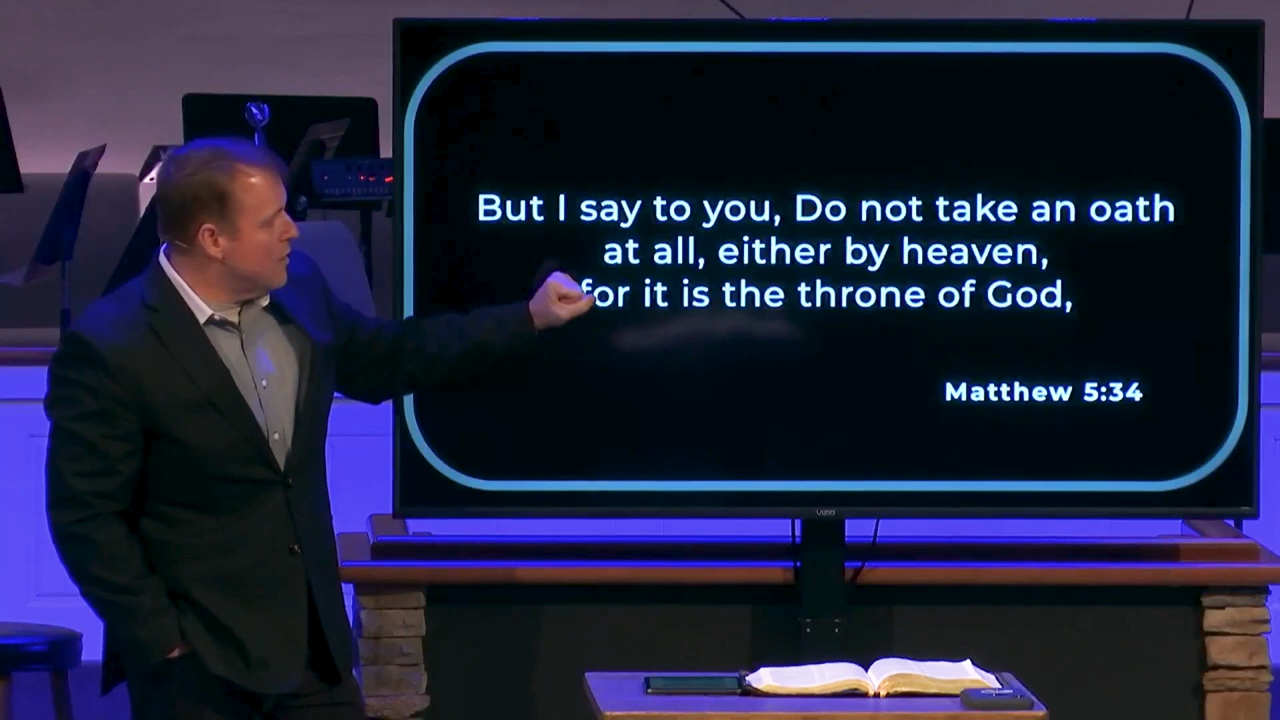 But I say to you, Do not take an oath
at all, either by heaven,
for it is the throne of God,
Matthew 5:34
VIZIO